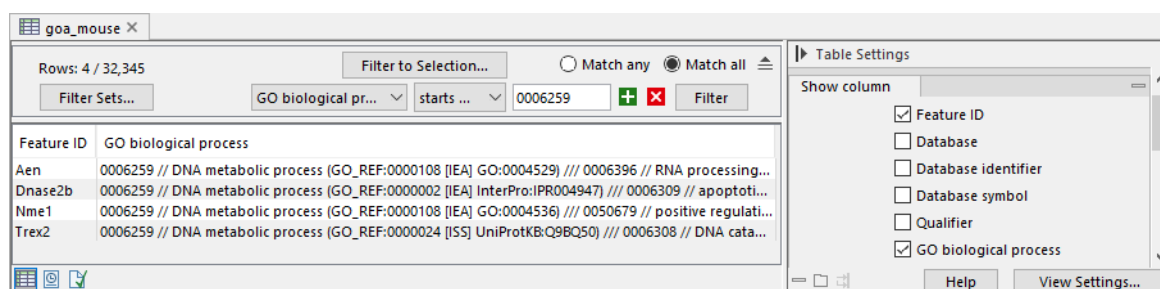 goa_mouse
Rows: 4 / 32,345
Filter to Selection...
Match any
Match all
Filter Sets...
GO biological pr...
starts ...
0006259
Filter
Feature ID
GO biological process
Aen
0006259 // DNA metabolic process (GO_REF:0000108 [IEA] GO:0004529) /// 0006396 // RNA processing...
Dnase2b
0006259 // DNA metabolic process (GO_REF:0000002 [IEA] InterPro:IPR004947) /// 0006309 // apoptoti...
Nme1
0006259 // DNA metabolic process (GO_REF:0000108 [IEA] GO:0004536) /// 0050679 // positive regulati...
Trex2
0006259 // DNA metabolic process (GO_REF:0000024 [ISS] UniProtKB:Q9BQ50) /// 0006308 // DNA cata...
Table Settings
Show column
Feature ID
Database
Database identifier
Database symbol
Qualifier
GO biological process
Help
View Settings...